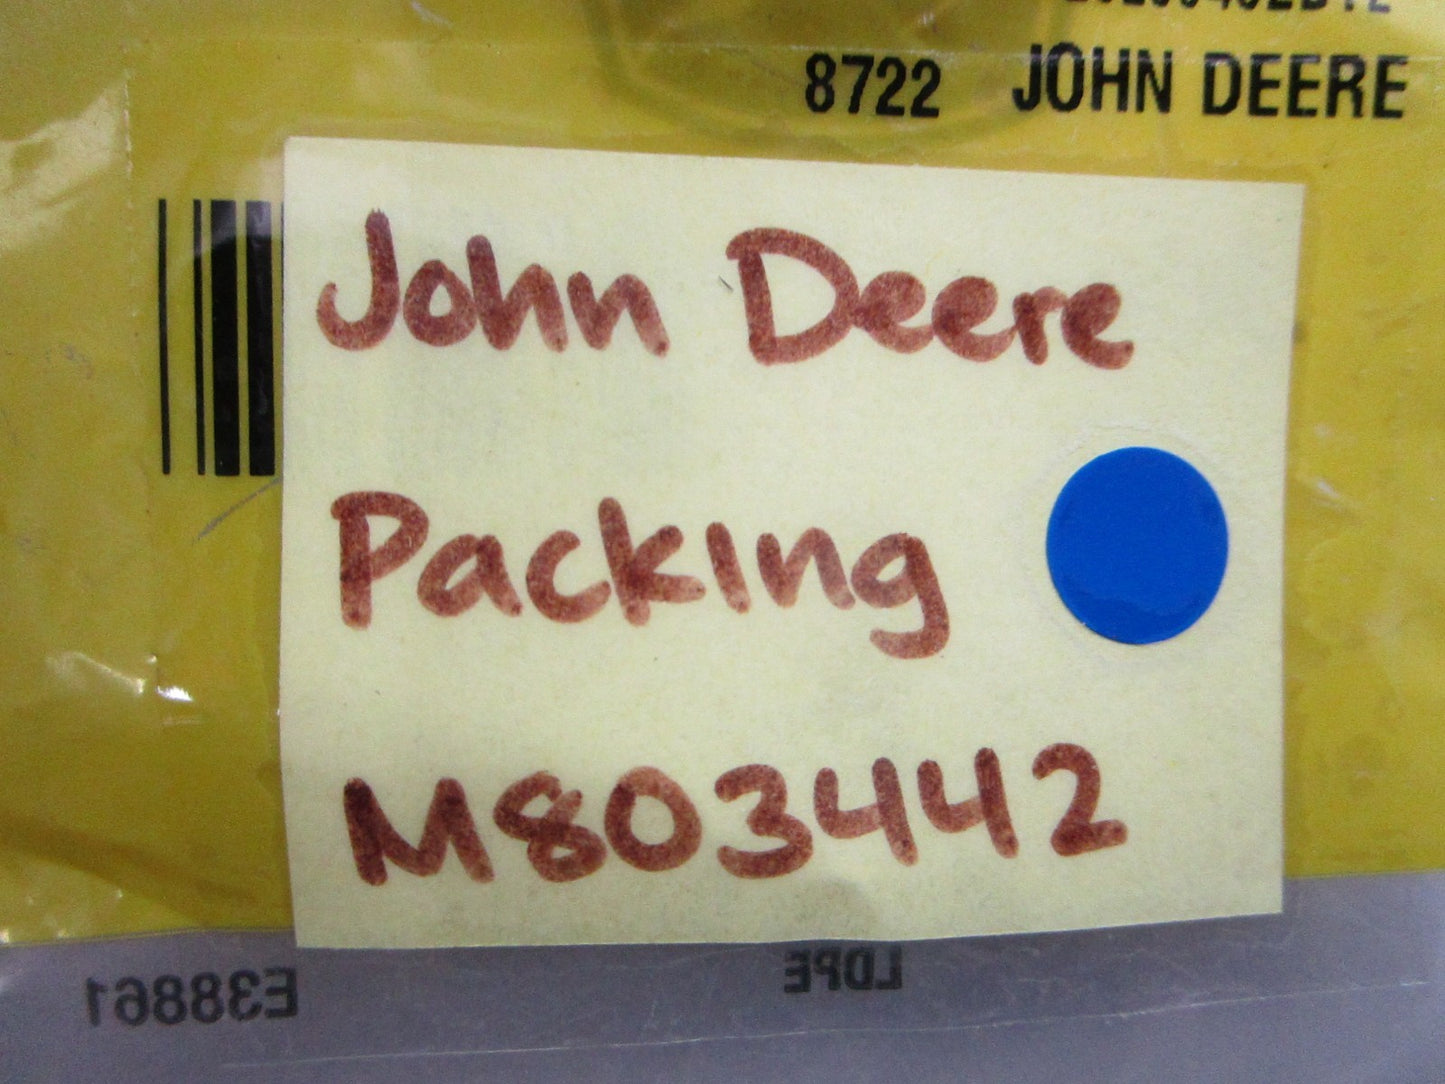 8722 JOHN DEERE
John Deere
Packing
M803442
E38861 LDPE